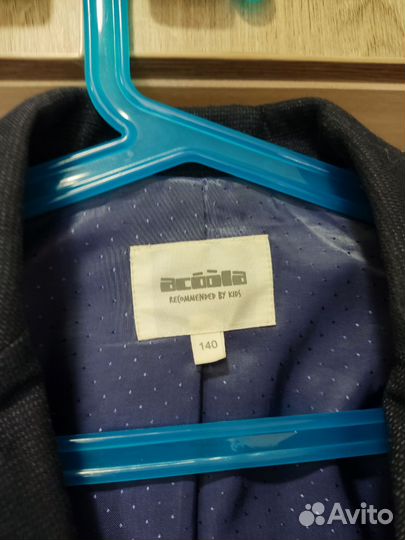 acoola
RECOMMENDED BY KIDS
140
Avito